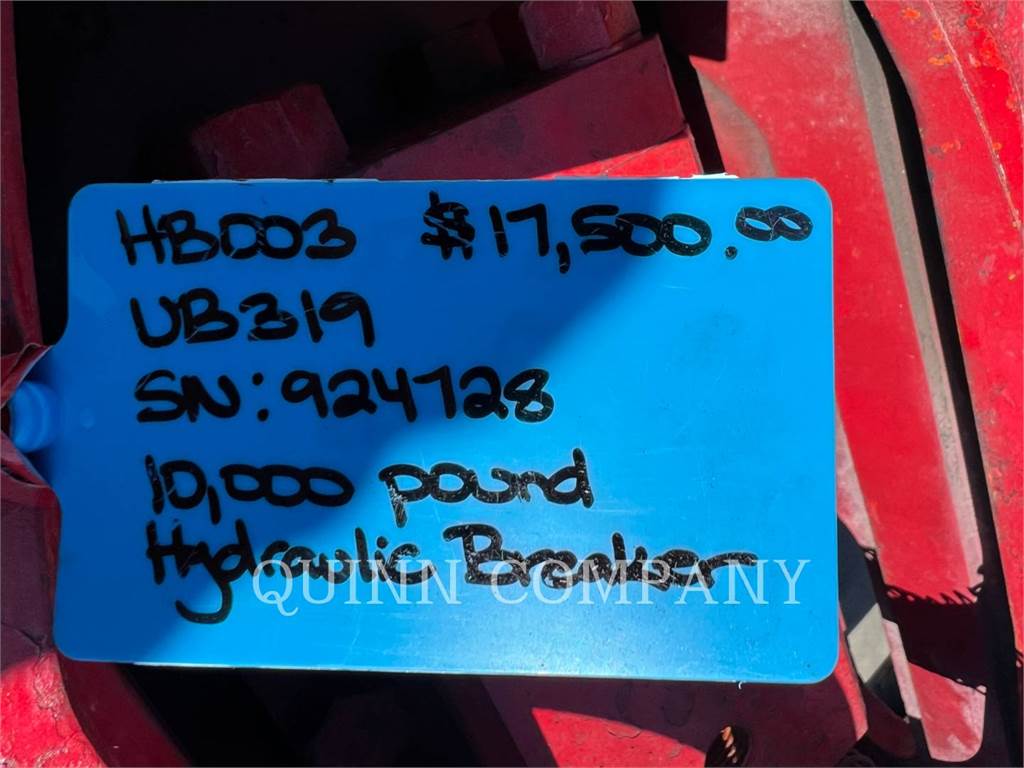 HB003 $17,500.00
UB319
SN: 924728
10,000 pound
Hydraulic Breaker
QUINN COMPANY